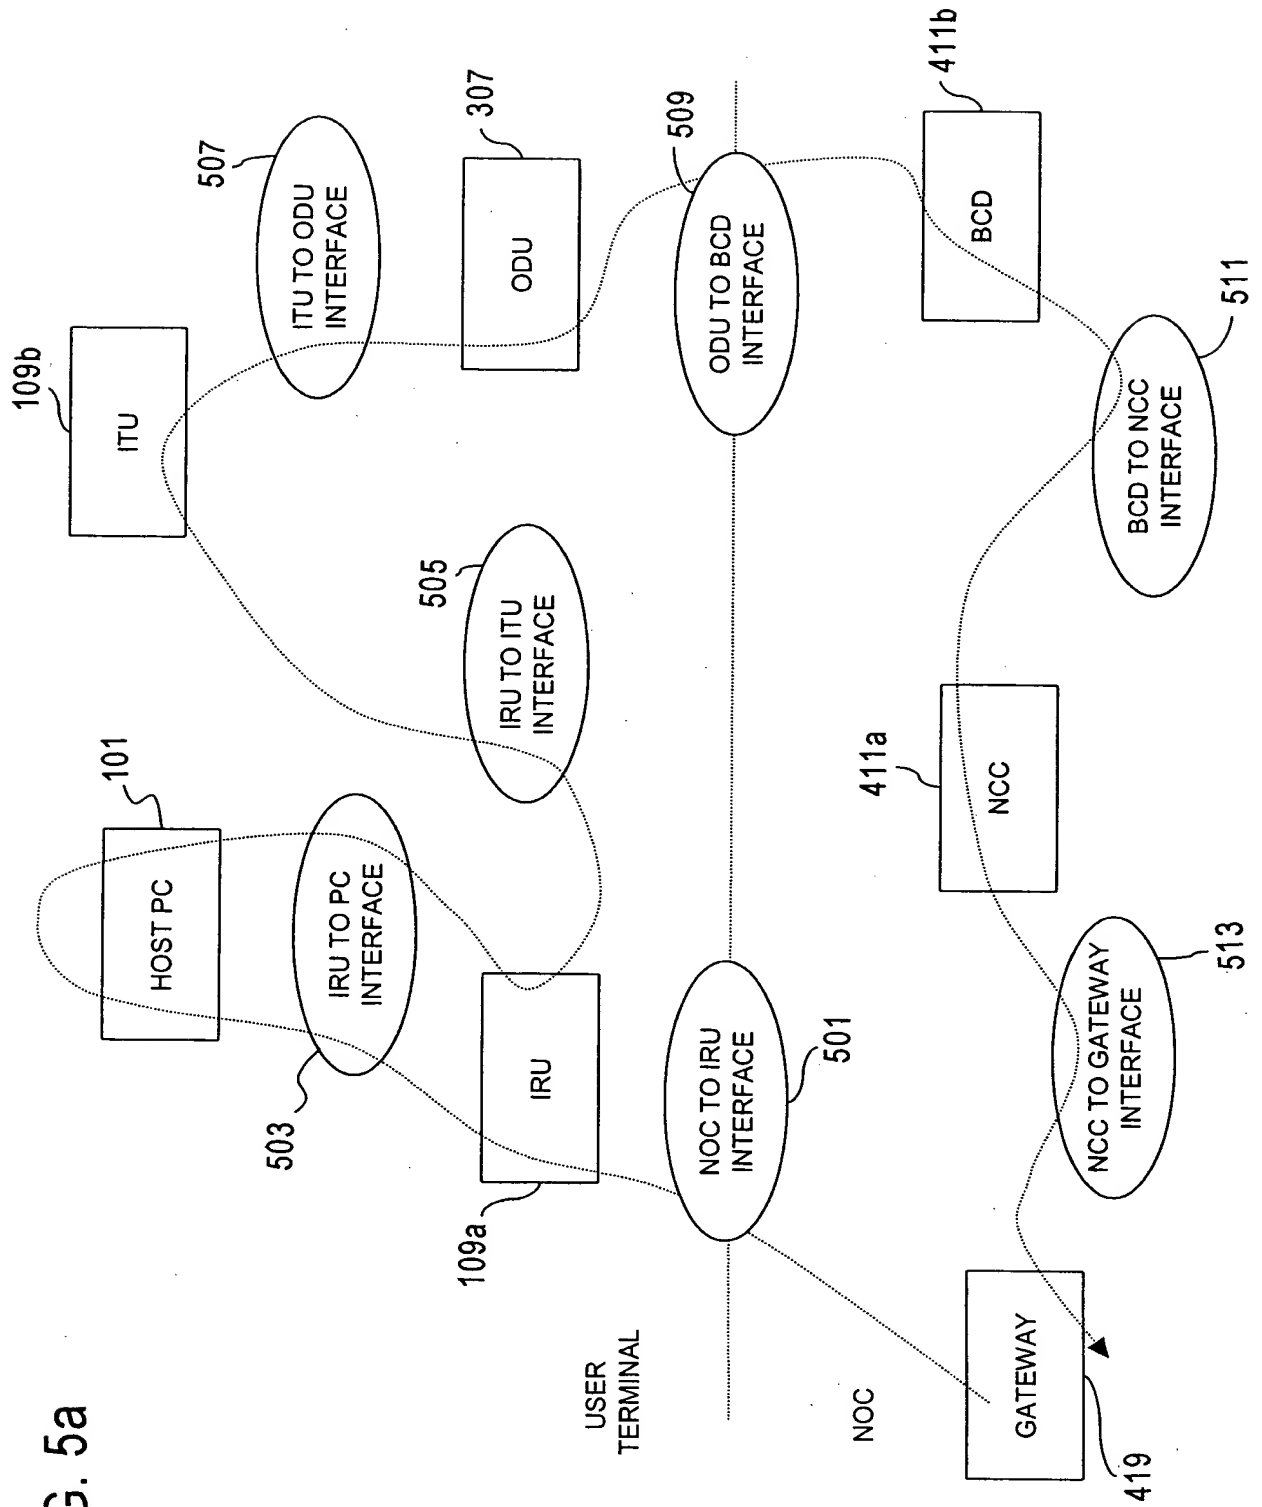 G. 5a
109b
101
ITU
HOST PC
507
503
ITU TO ODU
INTERFACE
IRU TO PC
INTERFACE
505
109a
307
IRU TO ITU
INTERFACE
ODU
IRU
USER
TERMINAL
509
NOC TO IRU
INTERFACE
ODU TO BCD
INTERFACE
501
NOC
411a
411b
BCD
NCC
GATEWAY
NCC TO GATEWAY
INTERFACE
BCD TO NCC
INTERFACE
419
513
511